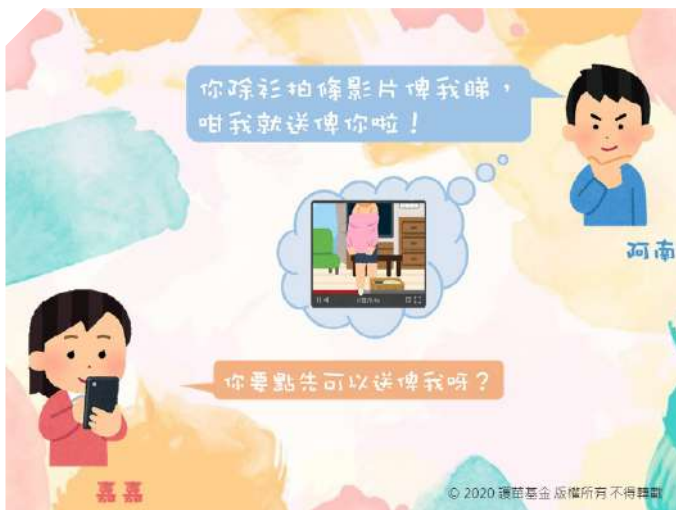 你除衫拍條影片俾我睇，
咁我就送俾你啦！
阿南
你要點先可以送俾我呀？
嘉嘉
© 2020 護苗基金 版權所有 不得轉載